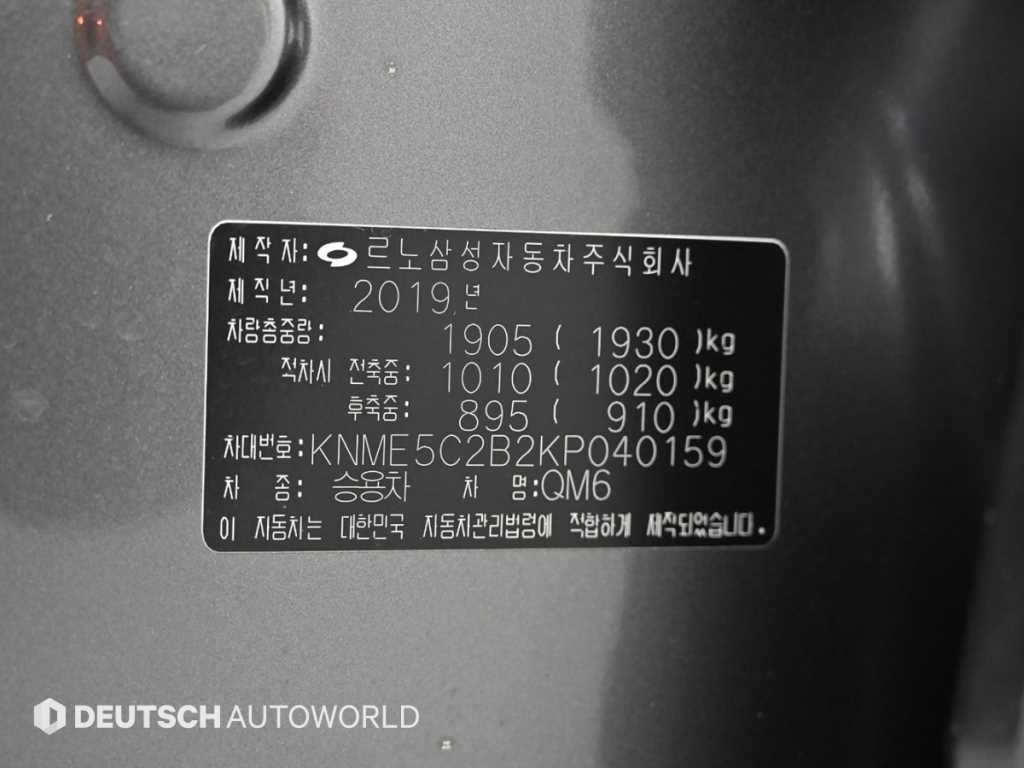 제작자: 르노삼성자동차주식회사
제작년: 2019년
차량총중량: 1905 ( 1930 )kg
적차시 전축중: 1010 ( 1020 )kg
후축중: 895 ( 910 )kg
차대번호:KNME5C2B2KP040159
차 종: 승용차 차 명:QM6
이 자동차는 대한민국 자동차관리법령에 적합하게 제작되었습니다.
DEUTSCH AUTOWORLD